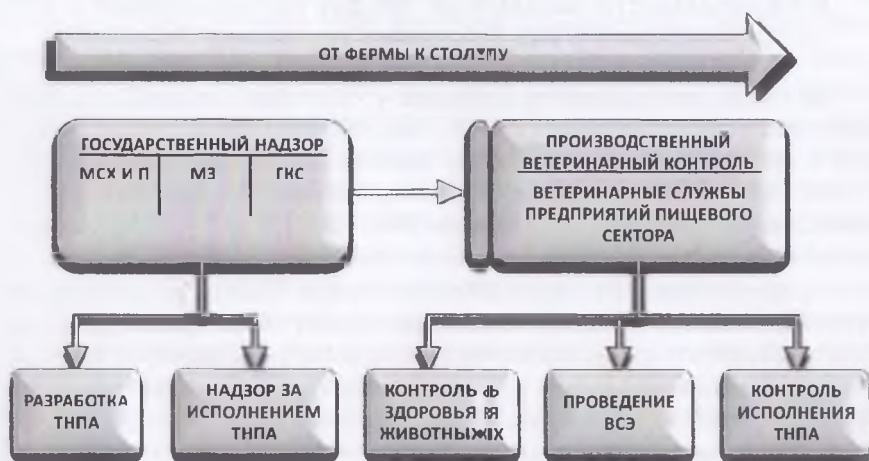 ОТ ФЕРМЫ К СТОЛУ
ГОСУДАРСТВЕННЫЙ НАДЗОР
МСХ И П МЗ ГКС
ПРОИЗВОДСТВЕННЫЙ
ВЕТЕРИНАРНЫЙ КОНТРОЛЬ
ВЕТЕРИНАРНЫЕ СЛУЖБЫ
ПРЕДПРИЯТИЙ ПИЩЕВОГО
СЕКТОРА
РАЗРАБОТКА
ТНПА
НАДЗОР ЗА
ИСПОЛНЕНИЕМ
ТНПА
КОНТРОЛЬ
ЗДОРОВЬЯ
ЖИВОТНЫХ
ПРОВЕДЕНИЕ
ВСЭ
КОНТРОЛЬ
ИСПОЛНЕНИЯ
ТНПА